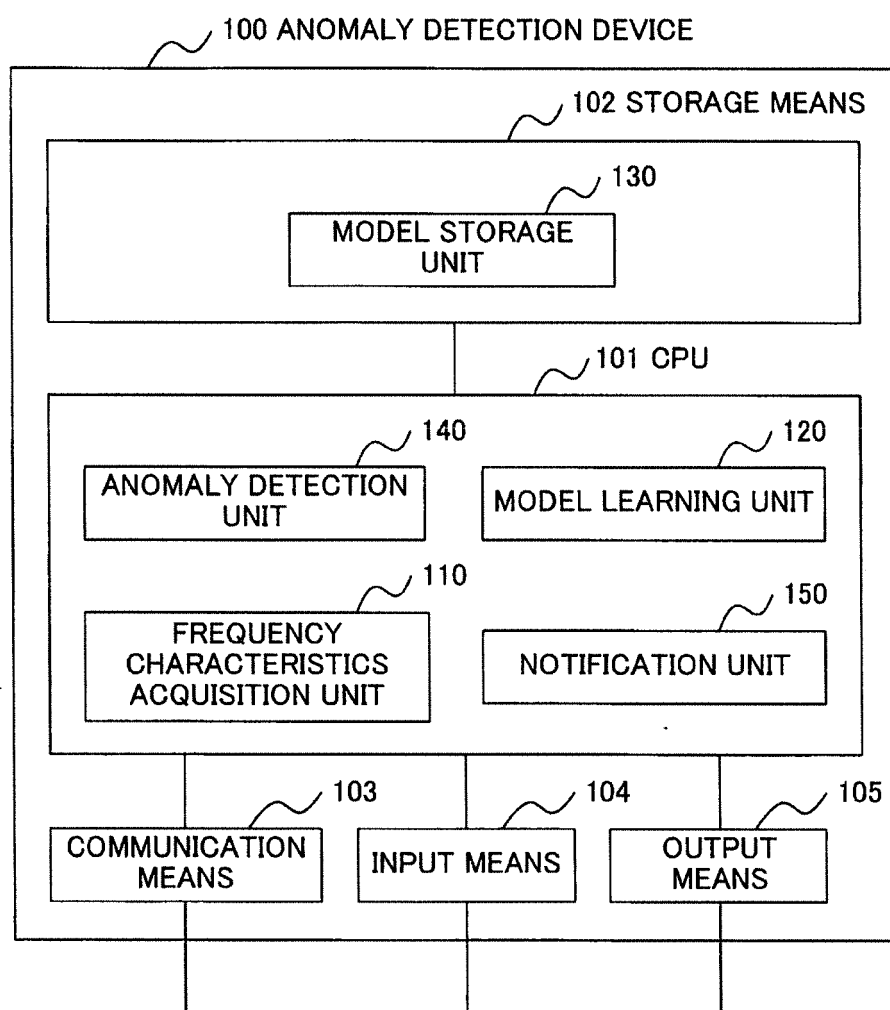 100 ANOMALY DETECTION DEVICE
102 STORAGE MEANS
130
MODEL STORAGE
UNIT
101 CPU
140
ANOMALY DETECTION
UNIT
120
MODEL LEARNING UNIT
110
FREQUENCY
CHARACTERISTICS
ACQUISITION UNIT
150
NOTIFICATION UNIT
103
COMMUNICATION
MEANS
104
INPUT MEANS
105
OUTPUT
MEANS